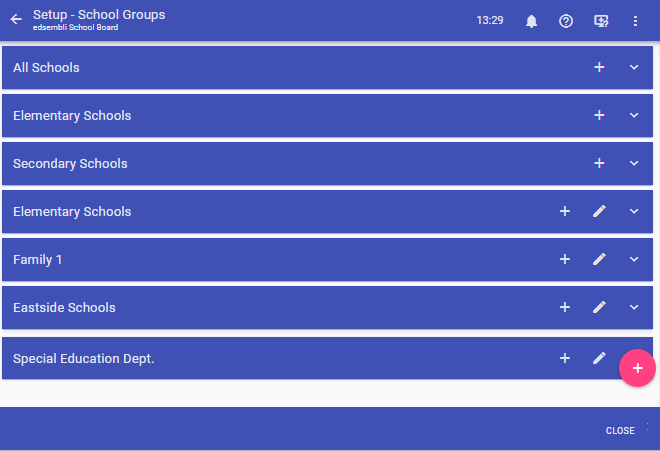 Setup - School Groups
edsembli School Board
13:29
All Schools
Elementary Schools
Secondary Schools
Elementary Schools
Family 1
Eastside Schools
Special Education Dept.
CLOSE